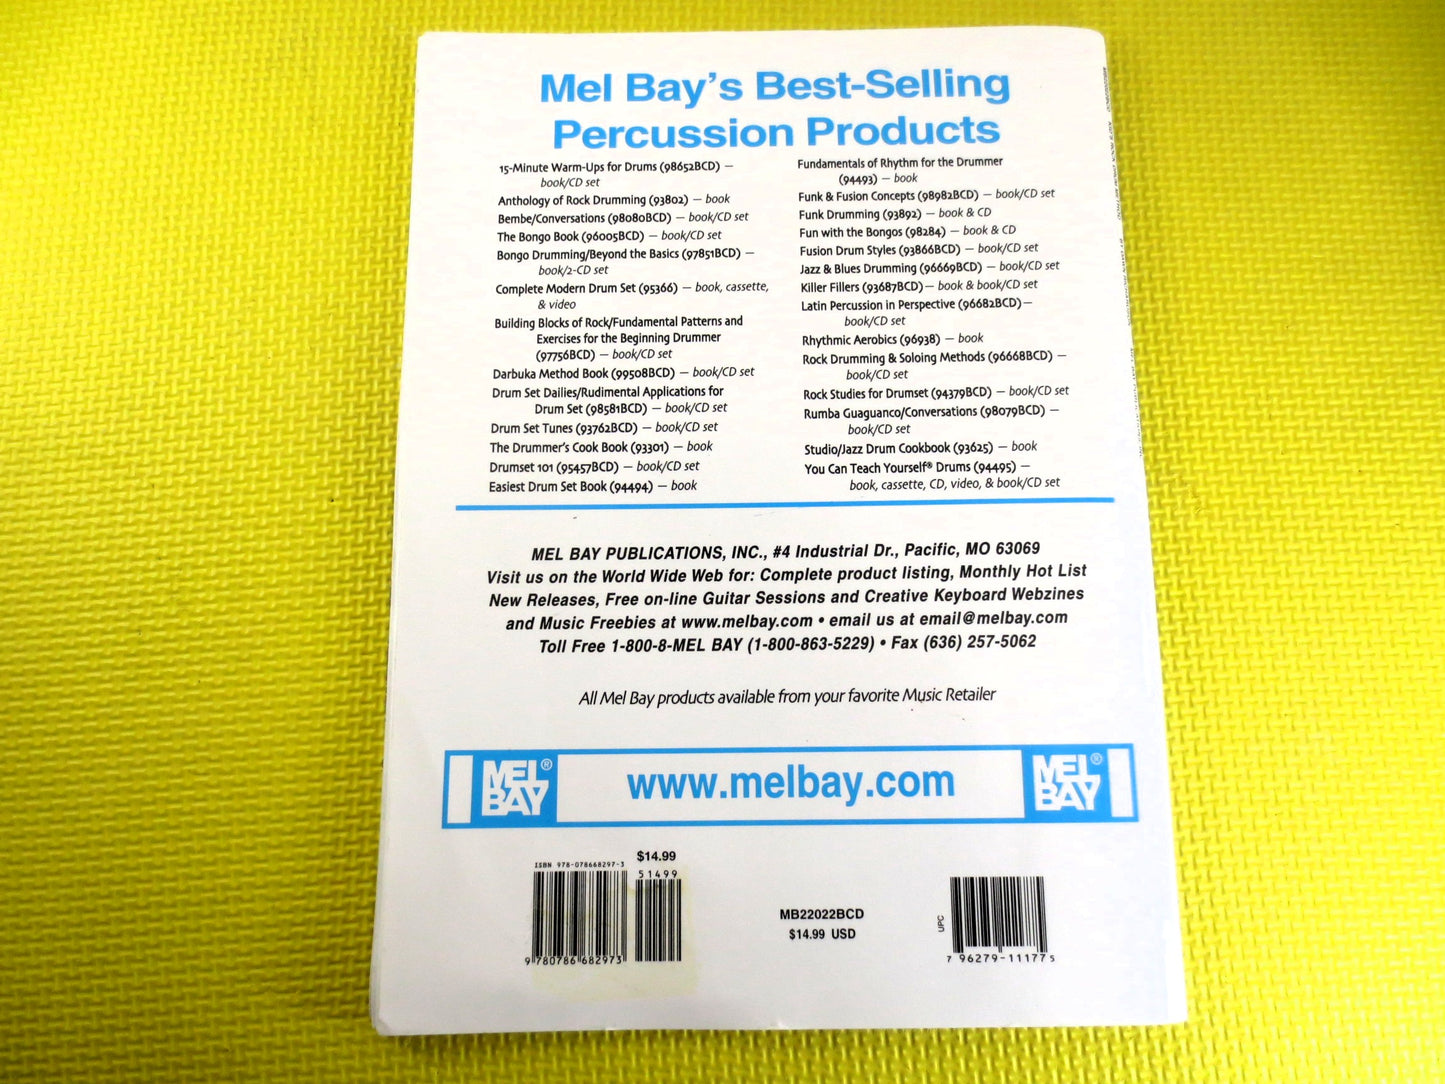 Mel Bay's Best-Selling
Percussion Products
15-Minute Warm-Ups for Drums (98652BCD) —
book/CD set
Anthology of Rock Drumming (93802) — book
Bembe/Conversations (98080BCD) — book/CD set
The Bongo Book (96005BCD) — book/CD set
Bongo Drumming/Beyond the Basics (97851BCD) —
book/2-CD set
Complete Modern Drum Set (95366) — book, cassette,
& video
Building Blocks of Rock/Fundamental Patterns and
Exercises for the Beginning Drummer
(97756BCD) — book/CD set
Darbuka Method Book (99508BCD) — book/CD set
Drum Set Dailies/Rudimental Applications for
Drum Set (98581BCD) — book/CD set
Drum Set Tunes (93762BCD) — book/CD set
The Drummer's Cook Book (93301) — book
Drumset 101 (95457BCD) — book/CD set
Easiest Drum Set Book (94494) — book
Fundamentals of Rhythm for the Drummer
(94493) — book
Funk & Fusion Concepts (98982BCD) — book/CD set
Funk Drumming (93892) — book & CD
Fun with the Bongos (98284) — book & CD
Fusion Drum Styles (93866BCD) — book/CD set
Jazz & Blues Drumming (96669BCD) — book/CD set
Killer Fillers (93687BCD)— book & book/CD set
Latin Percussion in Perspective (96682BCD)—
book/CD set
Rhythmic Aerobics (96938) — book
Rock Drumming & Soloing Methods (96668BCD) —
book/CD set
Rock Studies for Drumset (94379BCD) — book/CD set
Rumba Guaguanco/Conversations (98079BCD) —
book/CD set
Studio/Jazz Drum Cookbook (93625) — book
You Can Teach Yourself® Drums (94495) —
book, cassette, CD, video, & book/CD set
MEL BAY PUBLICATIONS, INC., #4 Industrial Dr., Pacific, MO 63069
Visit us on the World Wide Web for: Complete product listing, Monthly Hot List
New Releases, Free on-line Guitar Sessions and Creative Keyboard Webzines
and Music Freebies at www.melbay.com • email us at email@melbay.com
Toll Free 1-800-8-MEL BAY (1-800-863-5229) • Fax (636) 257-5062
All Mel Bay products available from your favorite Music Retailer
MEL BAY®
www.melbay.com
MEL BAY®
ISBN 978-078668297-3
$14.99
51499
9 780786 682973
MB22022BCD
$14.99 USD
UPC
7 96279-11177 5